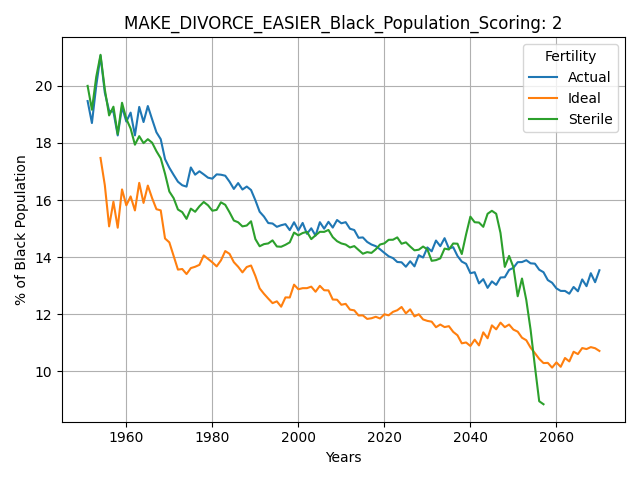 MAKE_DIVORCE_EASIER_Black_Population_Scoring: 2
Fertility
Actual
Ideal
Sterile
% of Black Population
20
18
16
14
12
10
1960 1980 2000 2020 2040 2060
Years